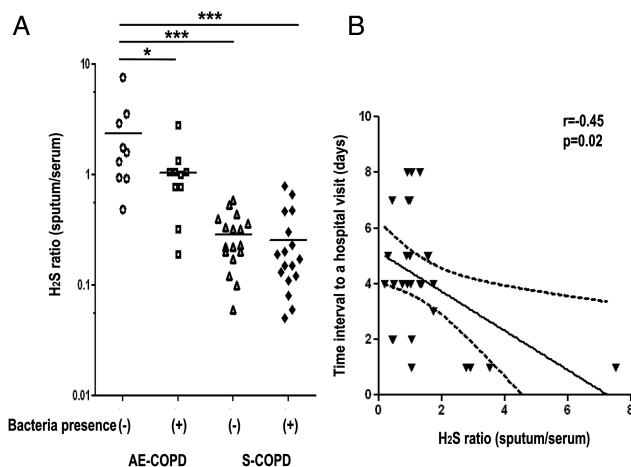 A
B
***
***
*
10
1
0.1
0.01
H2S ratio (sputum/serum)
Bacteria presence (-) (+) (-) (+)
AE-COPD S-COPD
r=-0.45
p=0.02
10
8
6
4
2
0
Time interval to a hospital visit (days)
0 2 4 6 8
H2S ratio (sputum/serum)